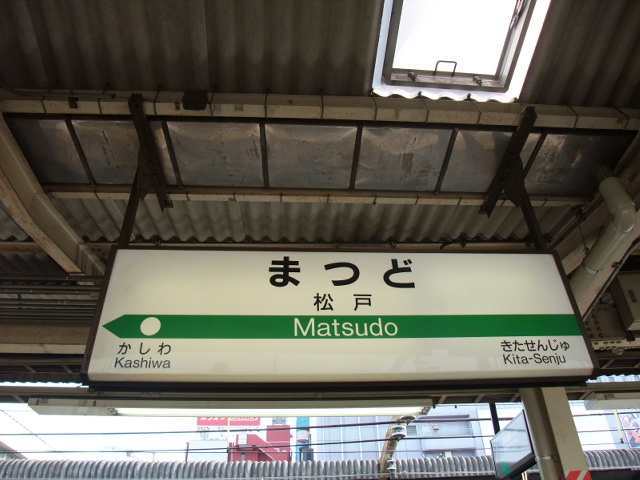 まつど
松戸
Matsudo
かしわ
Kashiwa
きたせんじゅ
Kita-Senju